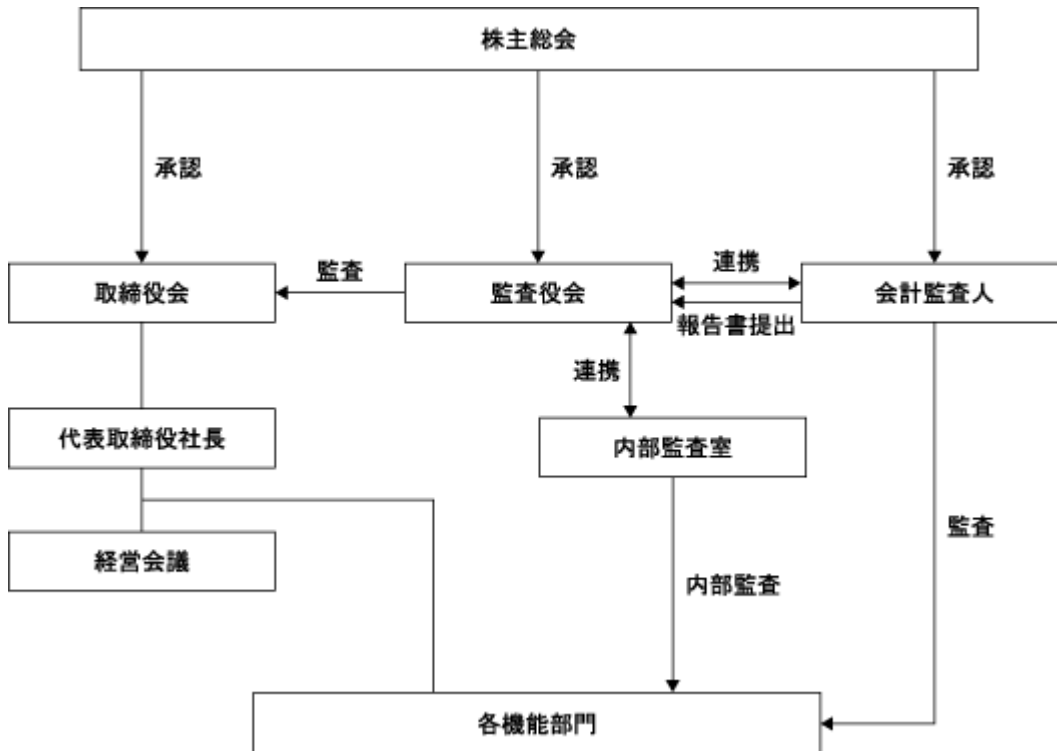 株主総会
承認
承認
承認
取締役会
監査
監査役会
連携
報告書提出
会計監査人
連携
代表取締役社長
内部監査室
経営会議
監査
内部監査
各機能部門